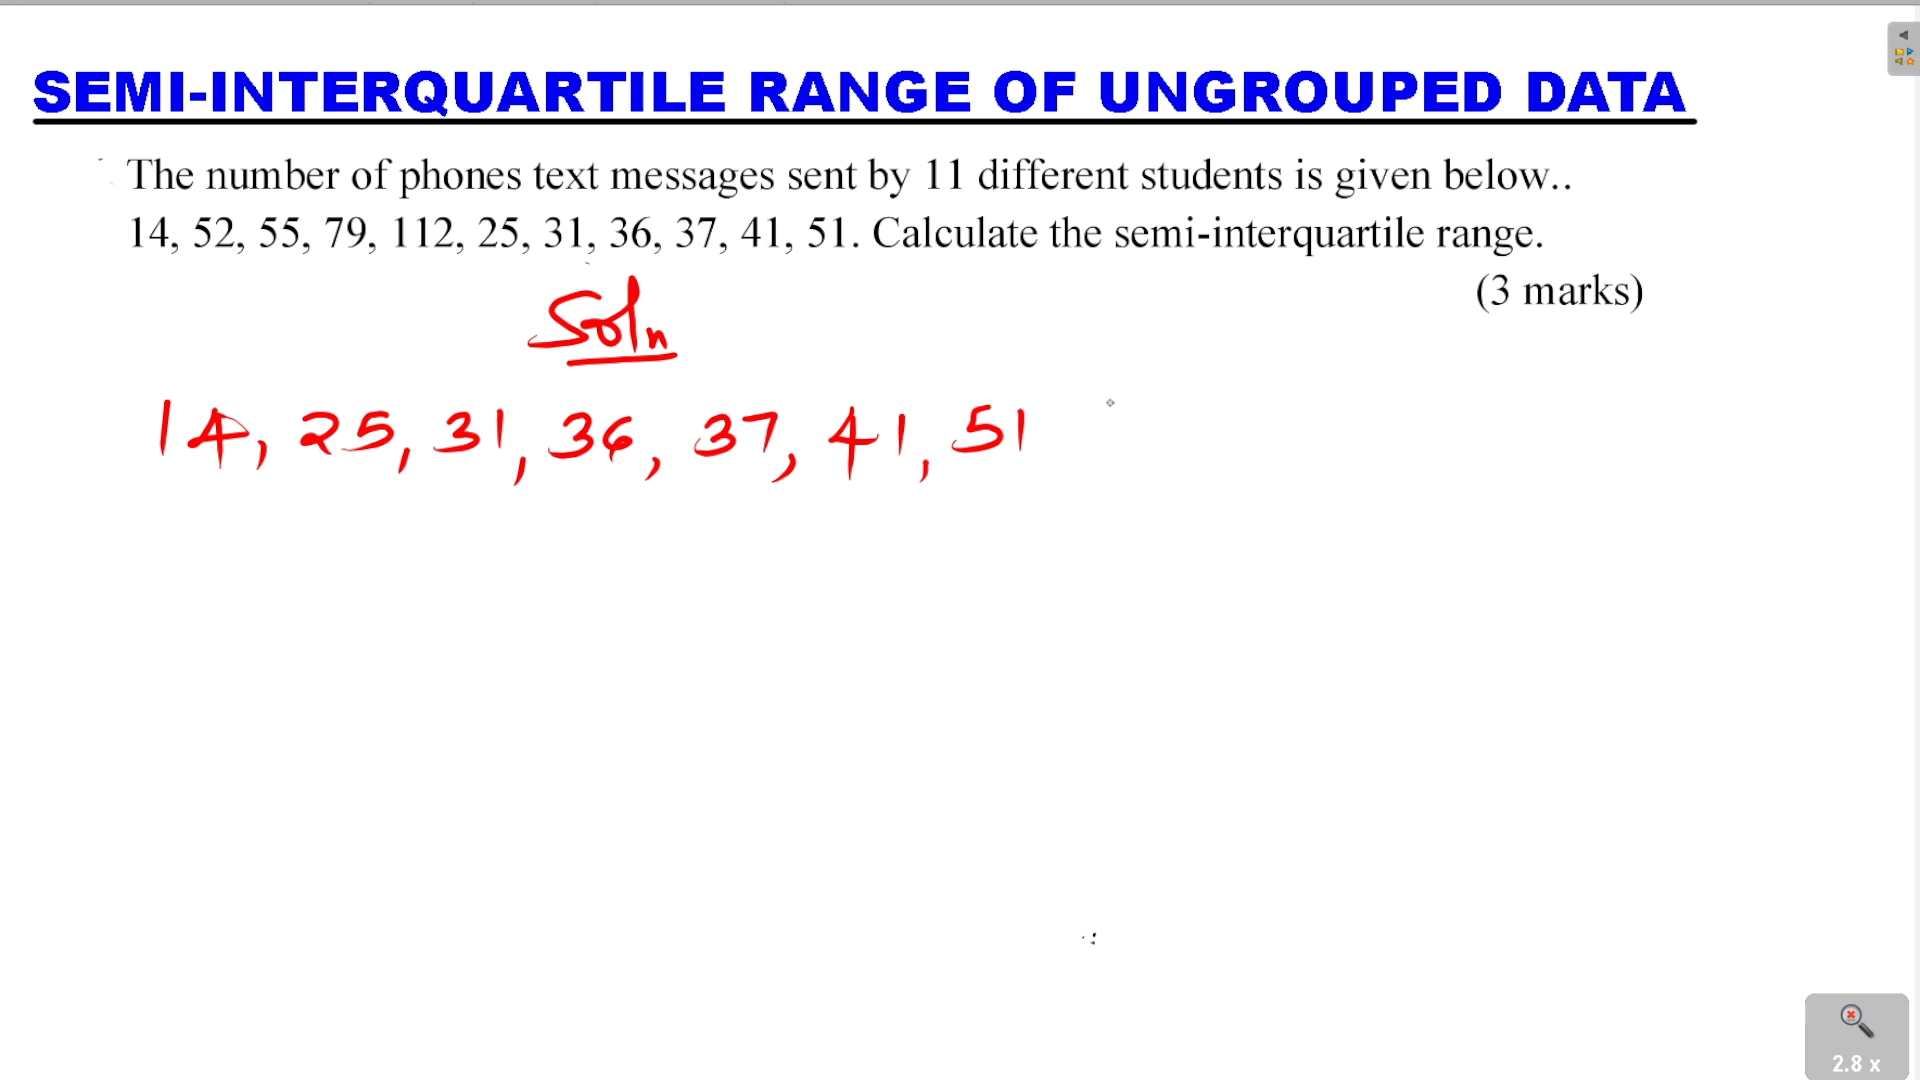 SEMI-INTERQUARTILE RANGE OF UNGROUPED DATA
The number of phones text messages sent by 11 different students is given below..
14, 52, 55, 79, 112, 25, 31, 36, 37, 41, 51. Calculate the semi-interquartile range.
(3 marks)
Soln
14, 25, 31, 36, 37, 41, 51
2.8 x